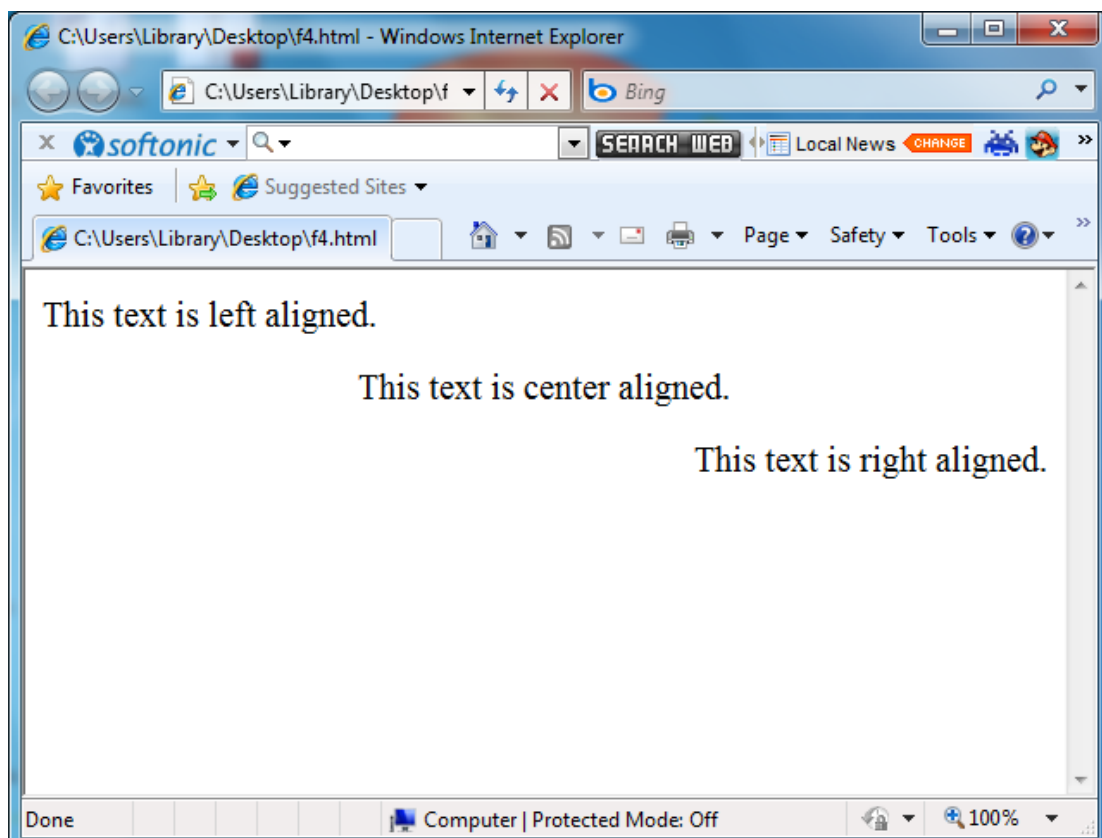 C:\Users\Library\Desktop\f4.html - Windows Internet Explorer
C:\Users\Library\Desktop\f Bing
softonic SEARCH WEB Local News CHANGE »
Favorites Suggested Sites
C:\Users\Library\Desktop\f4.html Page Safety Tools »
This text is left aligned.
This text is center aligned.
This text is right aligned.
Done Computer | Protected Mode: Off 100%